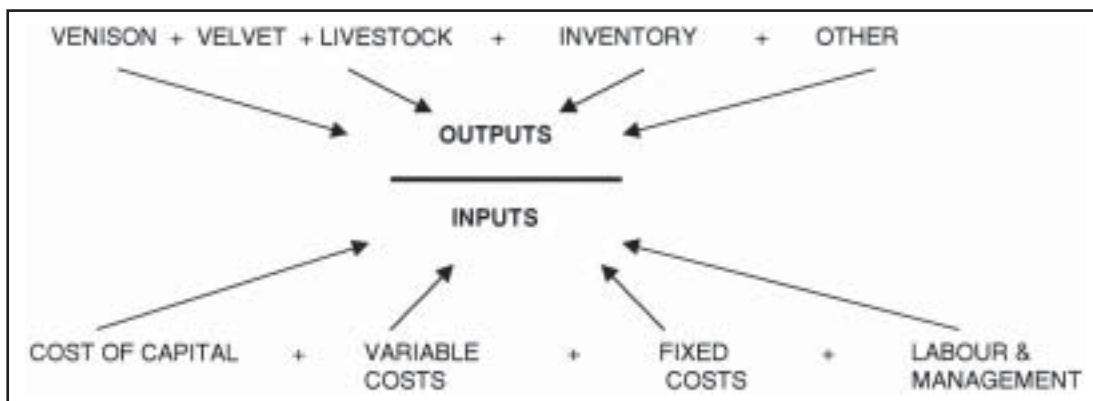 VENISON + VELVET + LIVESTOCK + INVENTORY + OTHER
OUTPUTS
INPUTS
COST OF CAPITAL + VARIABLE + FIXED + LABOUR &
COSTS COSTS MANAGEMENT